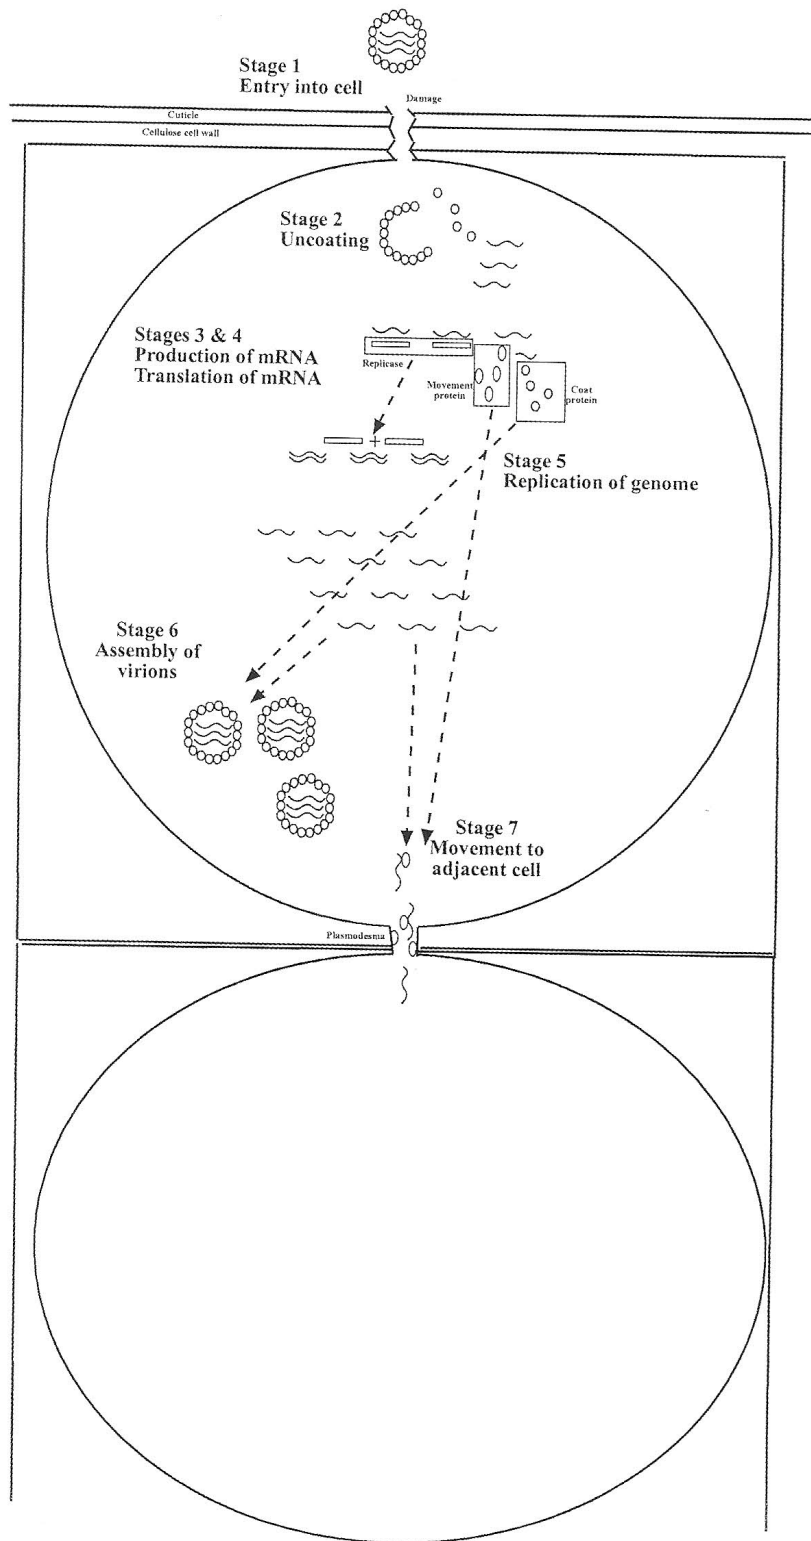 Stage 1
Entry into cell
Damage
Cuticle
Cellulose cell wall
Stage 2
Uncoating
Stages 3 & 4
Production of mRNA
Translation of mRNA
Replicase
Movement
protein
Coat
protein
+
Stage 5
Replication of genome
Stage 6
Assembly of
virions
Stage 7
Movement to
adjacent cell
Plasmodesma